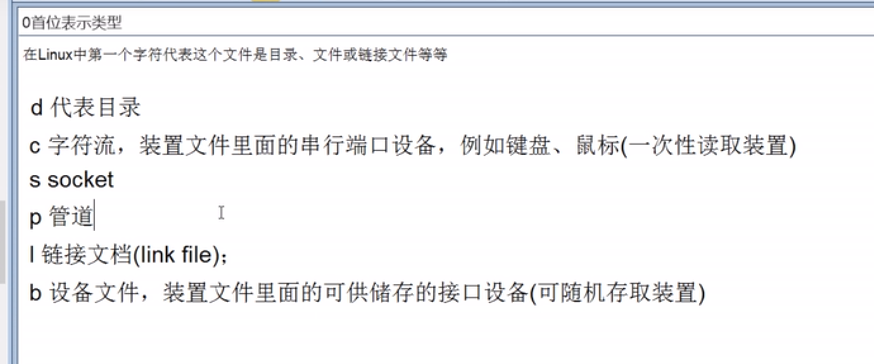 0首位表示类型
在Linux中第一个字符代表这个文件是目录、文件或链接文件等等
d 代表目录
c 字符流，装置文件里面的串行端口设备，例如键盘、鼠标(一次性读取装置)
s socket
p 管道
l 链接文档(link file);
b 设备文件，装置文件里面的可供储存的接口设备(可随机存取装置)